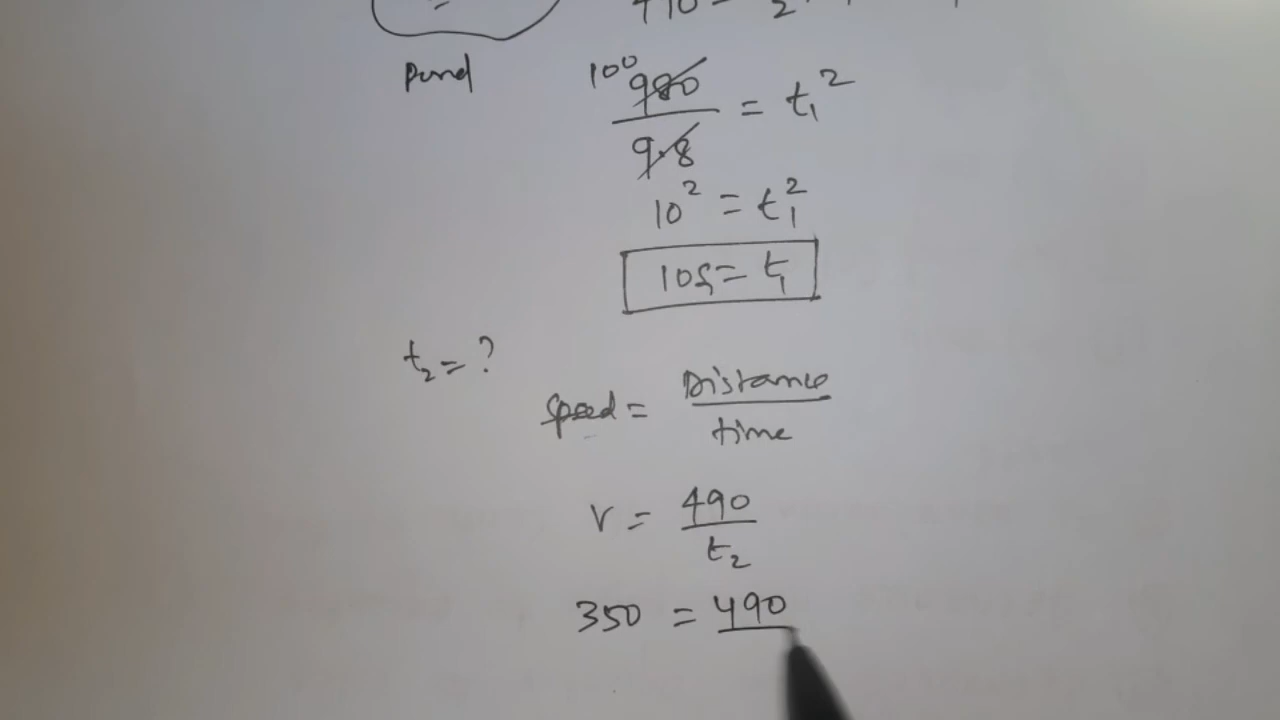 Pond
100
980 / 9.8 = t₁²
10² = t₁²
10s = t₁
t₂ = ?
Speed = Distance / time
v = 490 / t₂
350 = 490